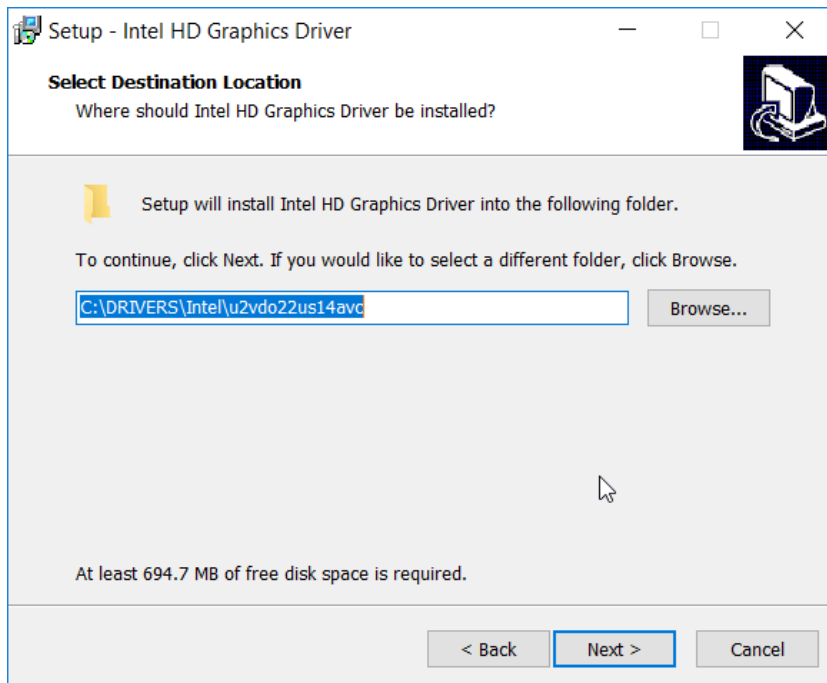 Setup - Intel HD Graphics Driver
Select Destination Location
Where should Intel HD Graphics Driver be installed?
Setup will install Intel HD Graphics Driver into the following folder.
To continue, click Next. If you would like to select a different folder, click Browse.
C:\DRIVERS\Intel\u2vdo22us14avc
Browse...
At least 694.7 MB of free disk space is required.
< Back
Next >
Cancel